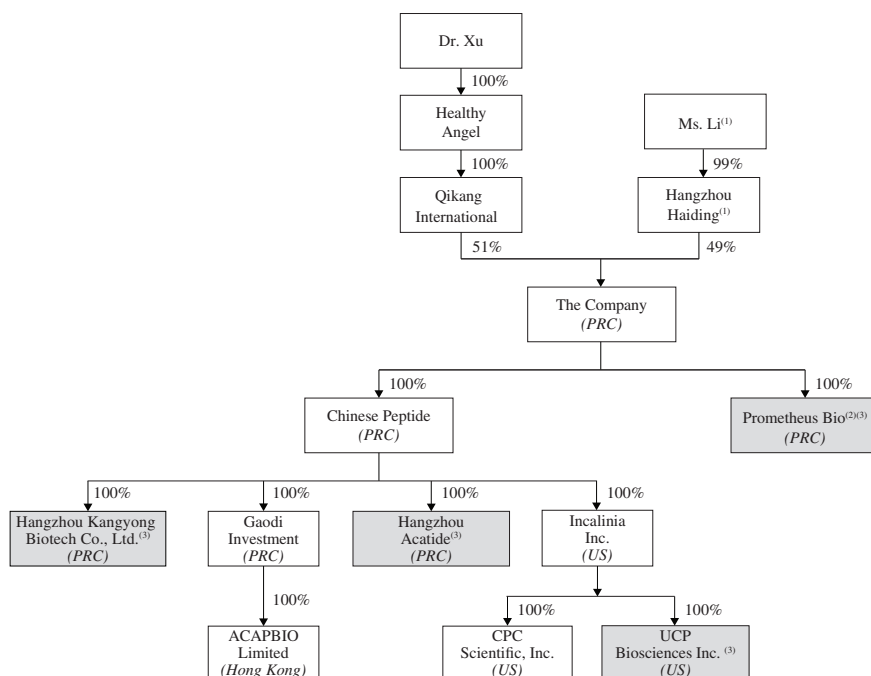 Dr. Xu
100%
Healthy
Angel
Ms. Li(1)
100%
99%
Qikang
International
Hangzhou
Haiding(1)
51%
49%
The Company
(PRC)
100%
100%
Chinese Peptide
(PRC)
Prometheus Bio(2)(3)
(PRC)
100%
100%
100%
100%
Hangzhou Kangyong
Biotech Co., Ltd.(3)
(PRC)
Gaodi
Investment
(PRC)
Hangzhou
Acatide(3)
(PRC)
Incalinia
Inc.
(US)
100%
100%
100%
ACAPBIO
Limited
(Hong Kong)
CPC
Scientific, Inc.
(US)
UCP
Biosciences Inc. (3)
(US)